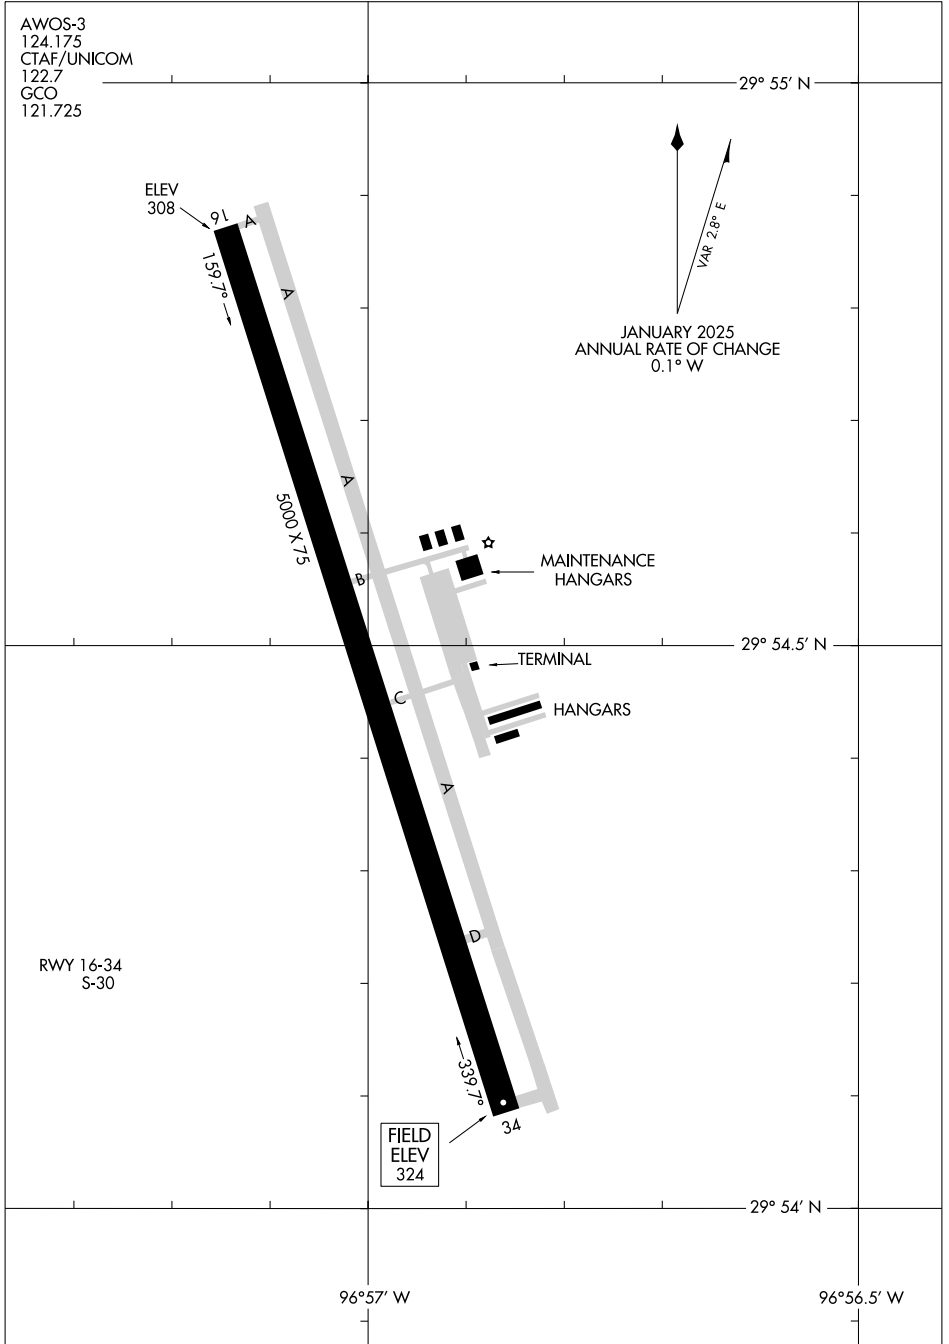 AWOS-3
124.175
CTAF/UNICOM
122.7
GCO
121.725
29° 55' N
ELEV
308
16
A
159.7°
A
VAR 2.8° E
JANUARY 2025
ANNUAL RATE OF CHANGE
0.1° W
A
5000 X 75
B
MAINTENANCE
HANGARS
29° 54.5' N
TERMINAL
C
HANGARS
A
D
RWY 16-34
S-30
339.7°
34
FIELD
ELEV
324
29° 54' N
96°57' W
96°56.5' W